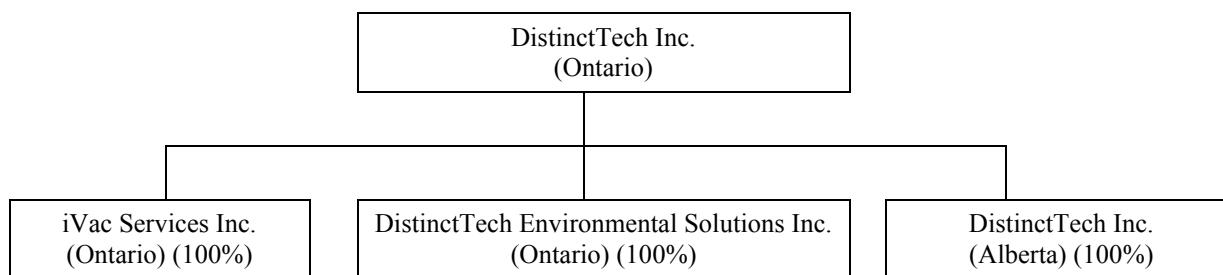 DistinctTech Inc.
(Ontario)
iVac Services Inc.
(Ontario) (100%)
DistinctTech Environmental Solutions Inc.
(Ontario) (100%)
DistinctTech Inc.
(Alberta) (100%)